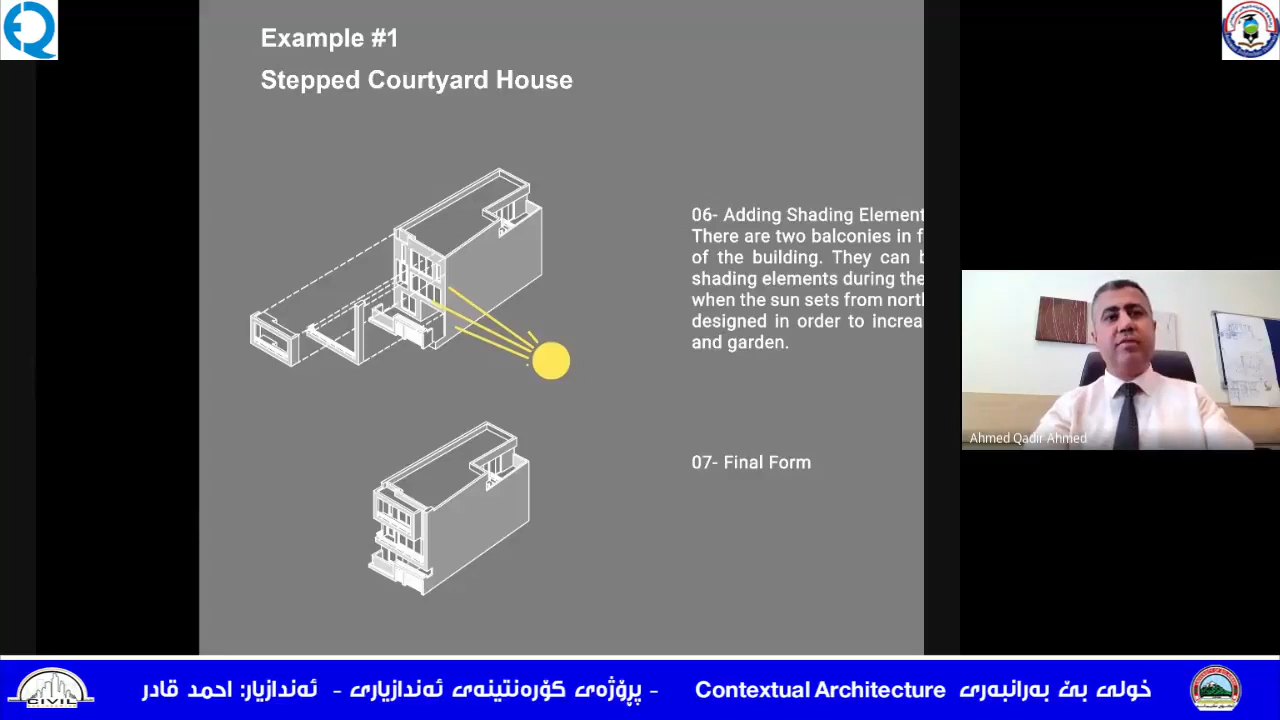 Example #1
Stepped Courtyard House
06- Adding Shading Element
There are two balconies in f
of the building. They can b
shading elements during the
when the sun sets from nort
designed in order to increa
and garden.
07- Final Form
Ahmed Qadir Ahmed
خولی بێ بەرانبەری Contextual Architecture - پڕۆژەی کۆرەنتینەی ئەندازیاری - ئەندازیار: احمد قادر
CIVIL